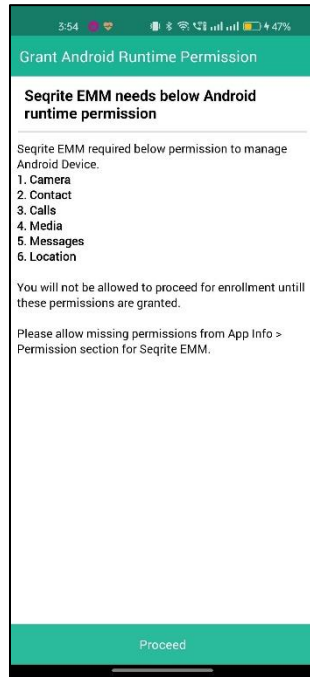 3:54 47%
Grant Android Runtime Permission
Seqrite EMM needs below Android
runtime permission
Seqrite EMM required below permission to manage
Android Device.
1. Camera
2. Contact
3. Calls
4. Media
5. Messages
6. Location
You will not be allowed to proceed for enrollment untill
these permissions are granted.
Please allow missing permissions from App Info >
Permission section for Seqrite EMM.
Proceed